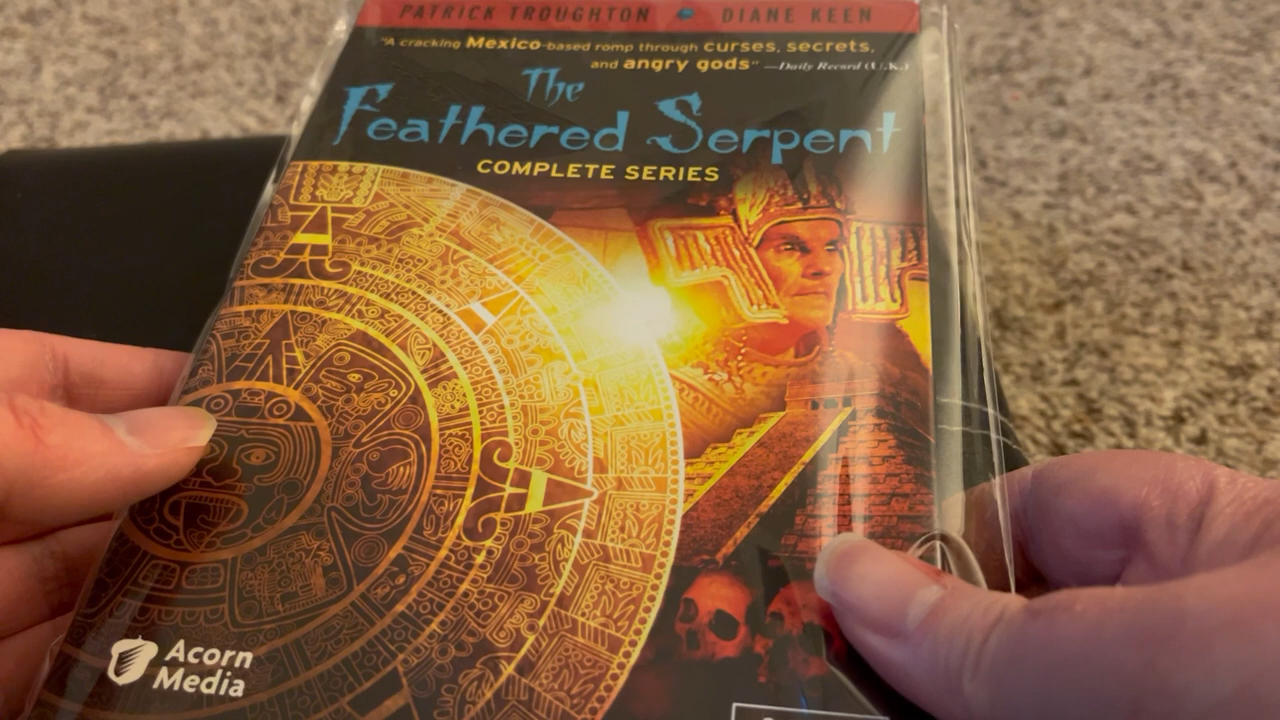 PATRICK TROUGHTON DIANE KEEN
"A cracking Mexico-based romp through curses, secrets,
and angry gods" —Daily Record (U.K.)
The
Feathered Serpent
COMPLETE SERIES
Acorn
Media